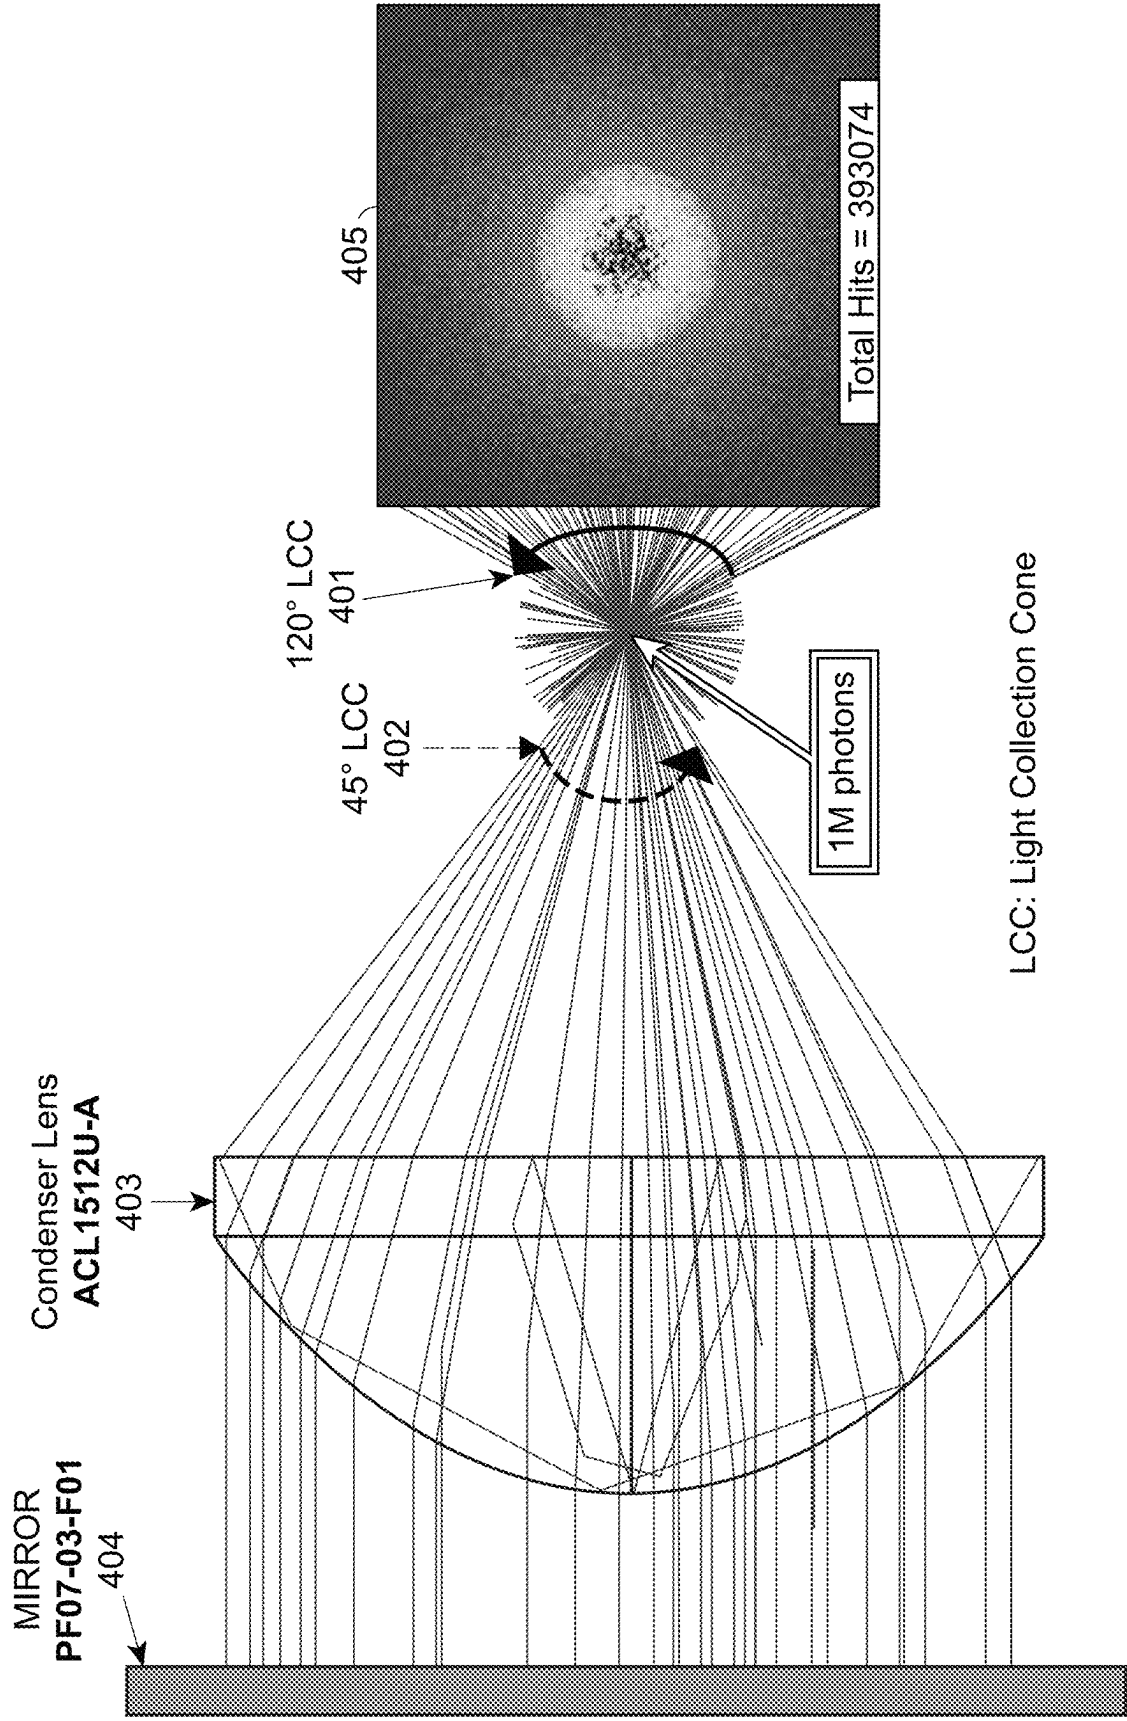 MIRROR
PF07-03-F01
404
Condenser Lens
ACL1512U-A
403
45° LCC
402
120° LCC
401
405
1M photons
Total Hits = 393074
LCC: Light Collection Cone